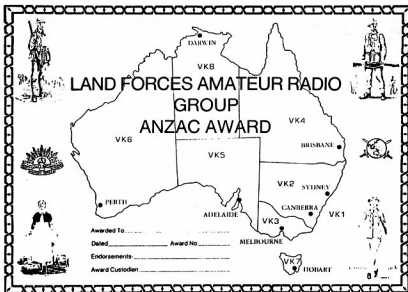 DARWIN
VK8
LAND FORCES AMATEUR RADIO
GROUP
ANZAC AWARD
VK4
VK6
BRISBANE
VK5
VK2
SYDNEY
PERTH
CANBERRA
ADELAIDE
VK3
VK1
Awarded To
MELBOURNE
Dated Award No
Endorsements
VK7
HOBART
Award Custodian